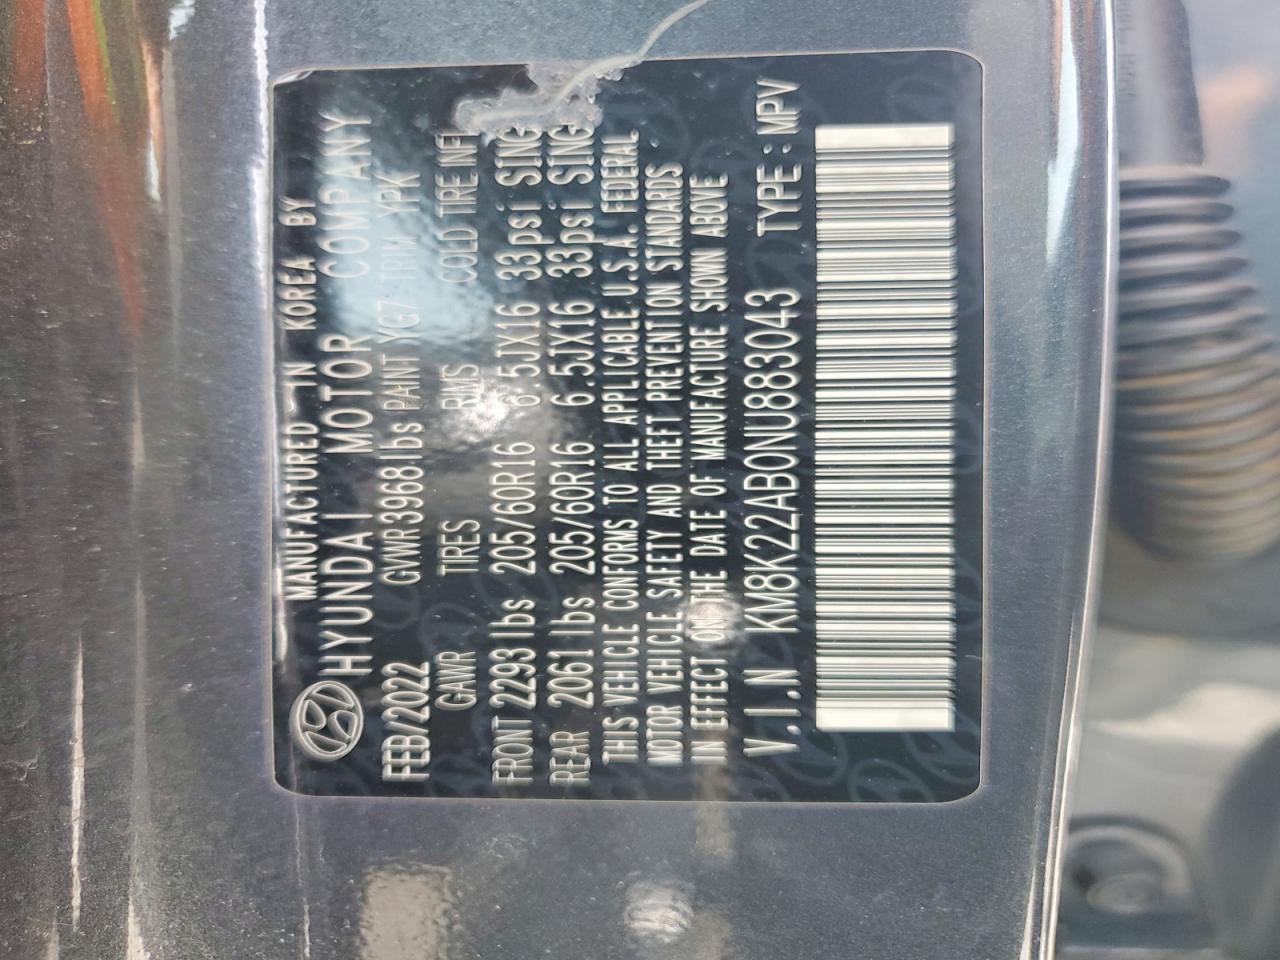 MANUFACTURED IN KOREA BY
HYUNDAI MOTOR COMPANY
FEB/2022 GVWR 3968 lbs PAINT YG7 TRIM YPK
GAWR TIRES RIMS COLD TIRE INFL
FRONT 2293 lbs 205/60R16 6.5JX16 33psi SING
REAR 2061 lbs 205/60R16 6.5JX16 33psi SING
THIS VEHICLE CONFORMS TO ALL APPLICABLE U.S.A. FEDERAL
MOTOR VEHICLE SAFETY AND THEFT PREVENTION STANDARDS
IN EFFECT ON THE DATE OF MANUFACTURE SHOWN ABOVE
V.I.N KM8K22AB0NU883043 TYPE : MPV